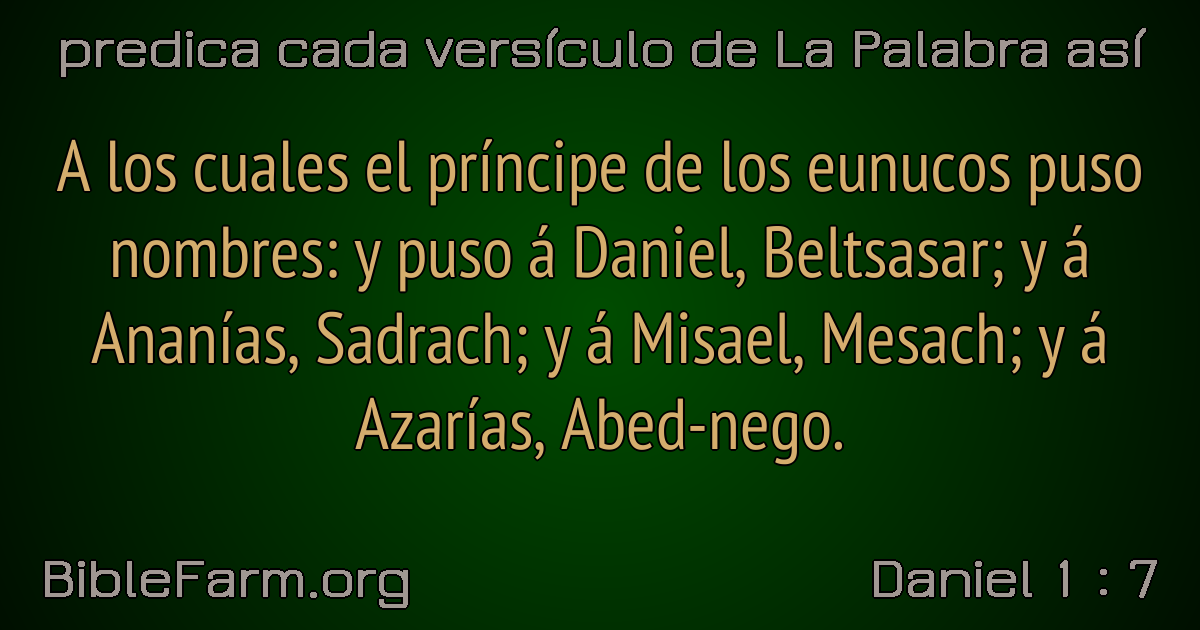 predica cada versículo de La Palabra así
A los cuales el príncipe de los eunucos puso
nombres: y puso á Daniel, Beltsasar; y á
Ananías, Sadrach; y á Misael, Mesach; y á
Azarías, Abed-nego.
BibleFarm.org
Daniel 1 : 7